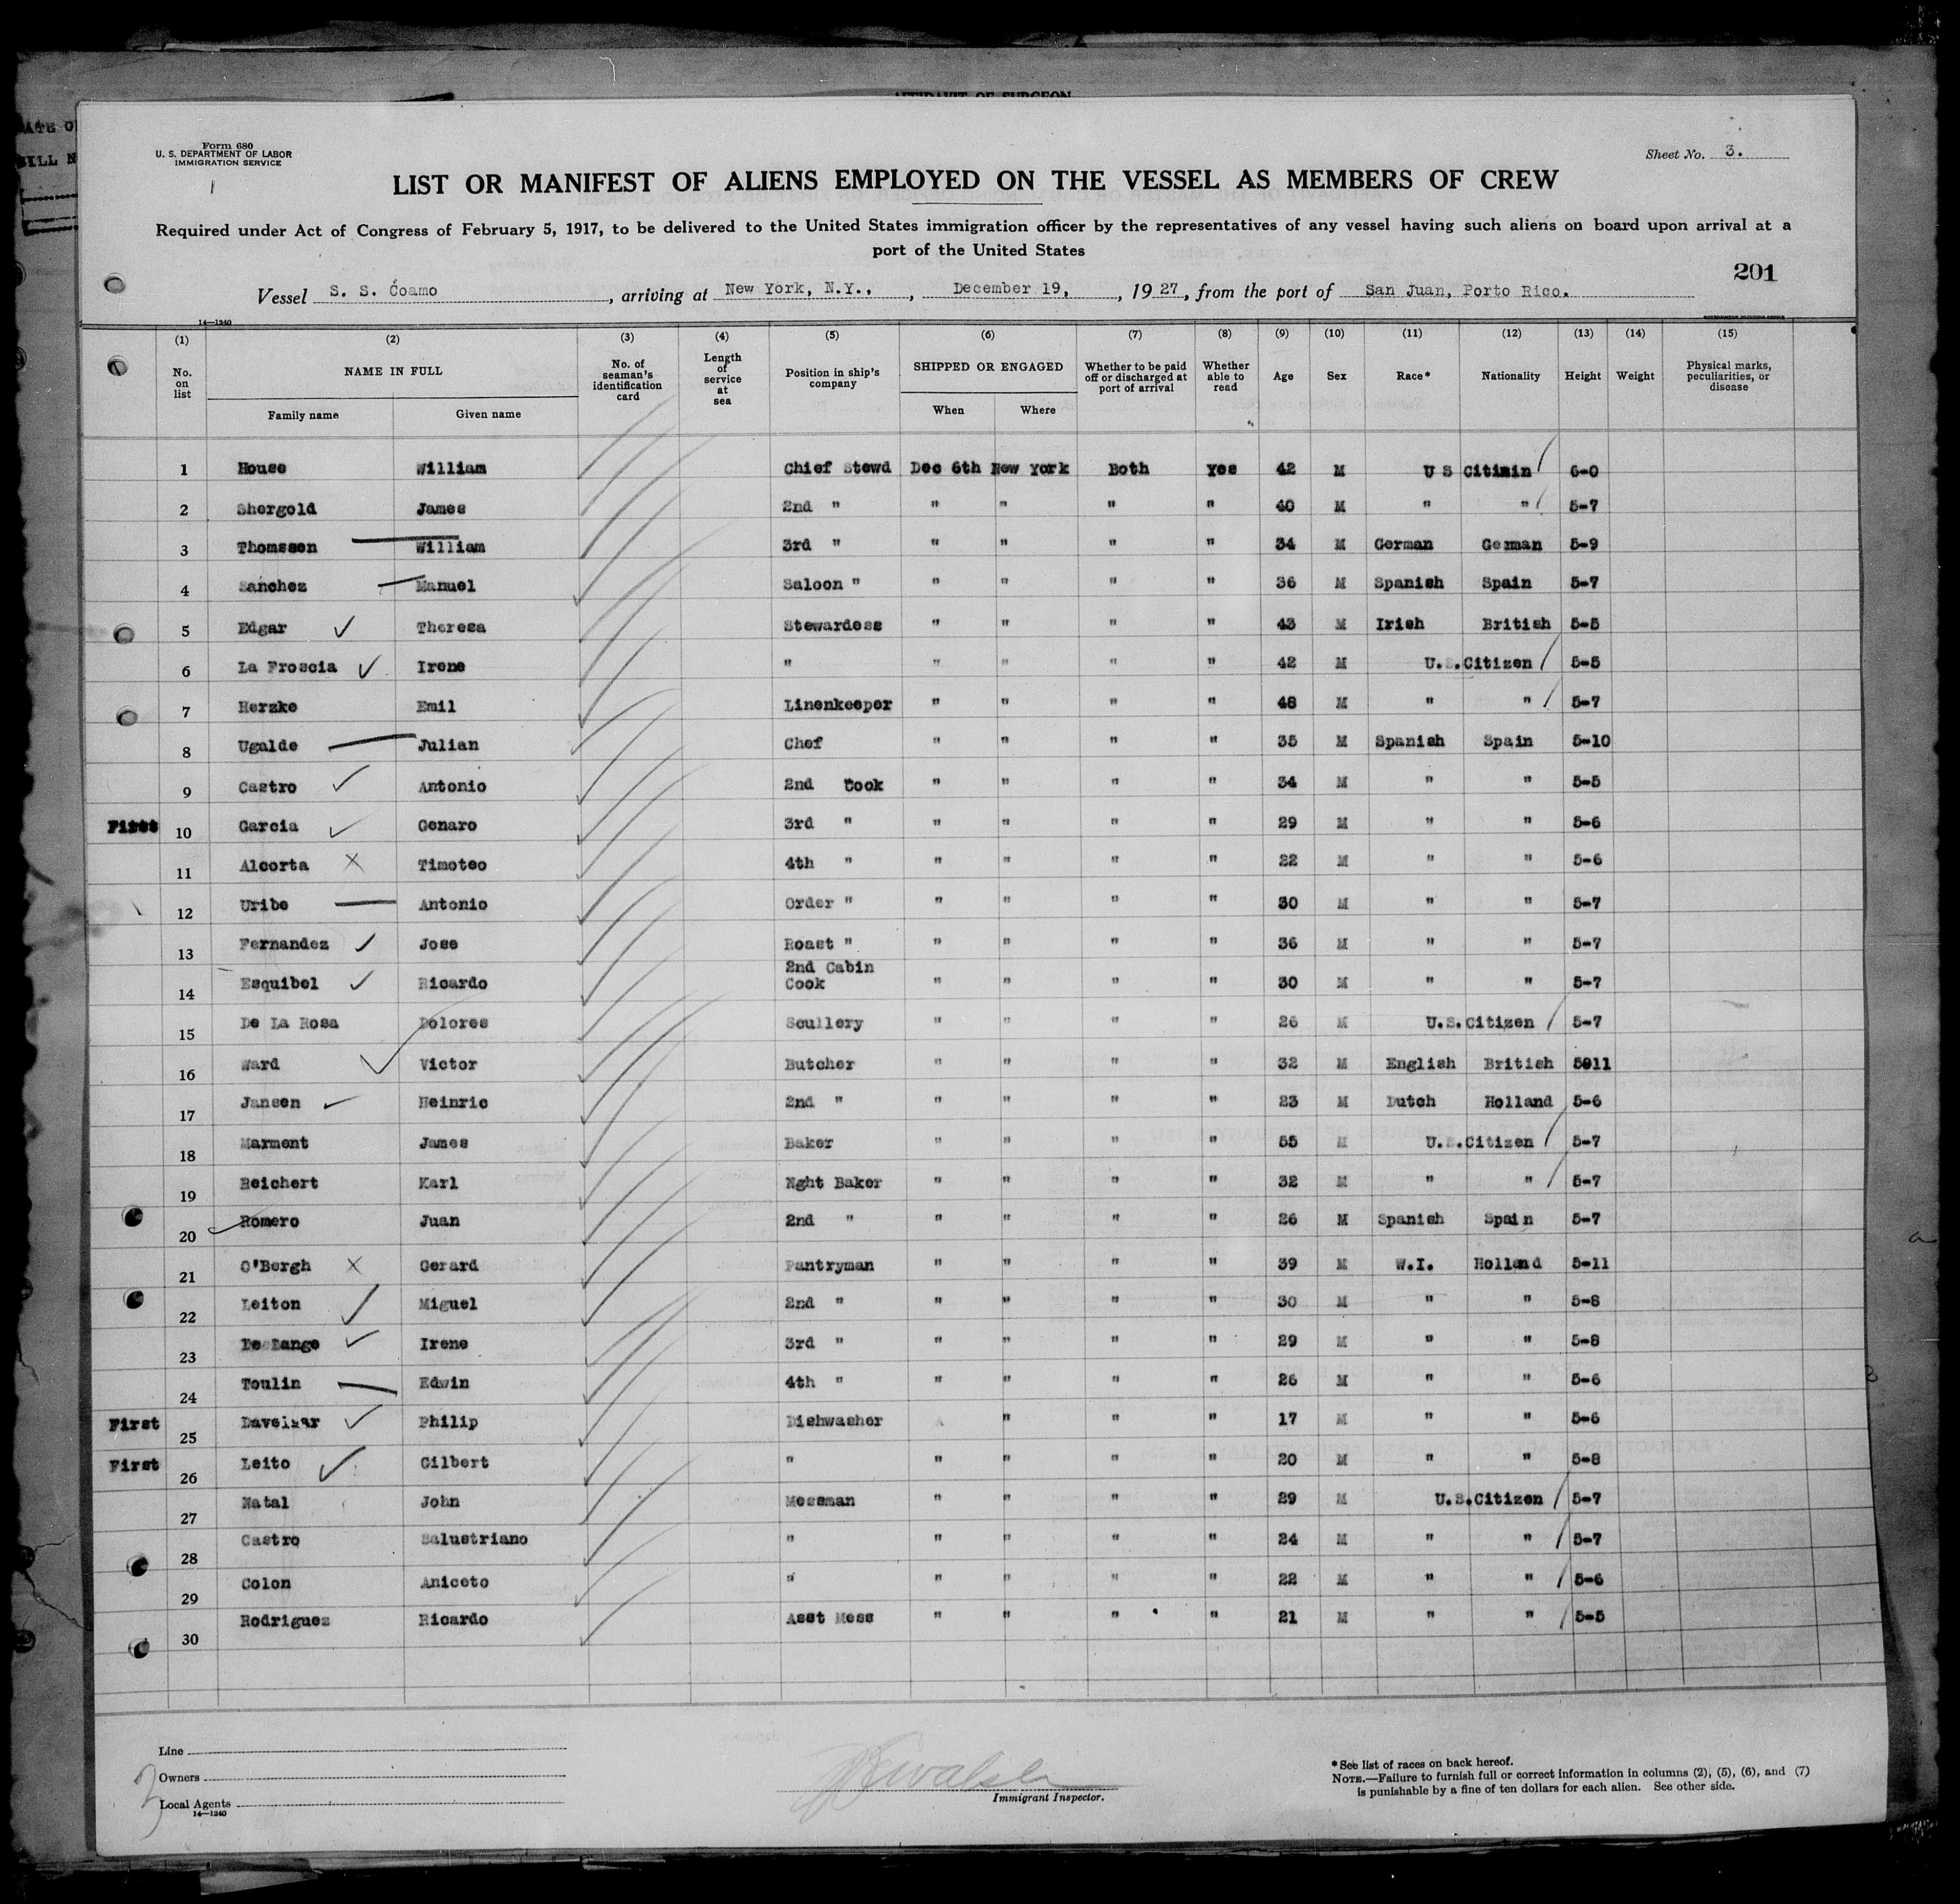 AFFIDAVIT OF SURGEON
Form 680
U. S. DEPARTMENT OF LABOR
IMMIGRATION SERVICE
Sheet No. 3.
LIST OR MANIFEST OF ALIENS EMPLOYED ON THE VESSEL AS MEMBERS OF CREW
Required under Act of Congress of February 5, 1917, to be delivered to the United States immigration officer by the representatives of any vessel having such aliens on board upon arrival at a
port of the United States
201
Vessel S. S. Coamo, arriving at New York, N.Y., , December 19, , 1927, from the port of San Juan, Porto Rico.
14—1240
(1) (2) (3) (4) (5) (6) (7) (8) (9) (10) (11) (12) (13) (14) (15)
No. on list NAME IN FULL No. of seaman's identification card Length of service at sea Position in ship's company SHIPPED OR ENGAGED Whether to be paid off or discharged at port of arrival Whether able to read Age Sex Race* Nationality Height Weight Physical marks, peculiarities, or disease
Family name Given name When Where
1 House William Chief Stewd Dec 6th New York Both Yes 42 M U S Citizin 6-0
2 Shergold James 2nd " " " " " 40 M " " 5-7
3 Thomssen William 3rd " " " " " 34 M German German 5-9
4 Sanchez Manuel Saloon " " " " " 36 M Spanish Spain 5-7
5 Edgar Theresa Stewardess " " " " 43 M Irish British 5-5
6 La Froscia Irene " " " " " 42 M U.S.Citizen 5-5
7 Herzke Emil Linenkeeper " " " " 48 M " " 5-7
8 Ugalde Julian Chef " " " " 35 M Spanish Spain 5-10
9 Castro Antonio 2nd Cook " " " " 34 M " " 5-5
First 10 Garcia Genaro 3rd " " " " " 29 M " " 5-6
11 Alcorta Timoteo 4th " " " " " 22 M " " 5-6
12 Uribe Antonio Order " " " " " 30 M " " 5-7
13 Fernandez Jose Roast " " " " " 36 M " " 5-7
14 Esquibel Ricardo 2nd Cabin Cook " " " " 30 M " " 5-7
15 De La Rosa Dolores Scullery " " " " 26 M U.S.Citizen 5-7
16 Ward Victor Butcher " " " " 32 M English British 5011
17 Jansen Heinric 2nd " " " " " 23 M Dutch Holland 5-6
18 Marment James Baker " " " " 55 M U.S.Citizen 5-7
19 Reichert Karl Nght Baker " " " " 32 M " " 5-7
20 Romero Juan 2nd " " " " " 26 M Spanish Spain 5-7
21 O'Bergh Gerard Pantryman " " " " 39 M W.I. Holland 5-11
22 Leiton Miguel 2nd " " " " " 30 M " " 5-8
23 Irene 3rd " " " " " 29 M " " 5-8
24 Toulin Edwin 4th " " " " " 26 M " " 5-6
First 25 Philip Dishwasher " " " 17 M " " 5-6
First 26 Leito Gilbert " " " " " 20 M " " 5-8
27 Natal John Messman " " " " 29 M U.S.Citizen 5-7
28 Castro Salustriano " " " " " 24 M " " 5-7
29 Colon Aniceto " " " " " 22 M " " 5-6
30 Rodriguez Ricardo Asst Mess " " " " 21 M " " 5-5
Line
Owners
Local Agents
14—1240
Immigrant Inspector.
*See list of races on back hereof.
NOTE.—Failure to furnish full or correct information in columns (2), (5), (6), and (7)
is punishable by a fine of ten dollars for each alien. See other side.